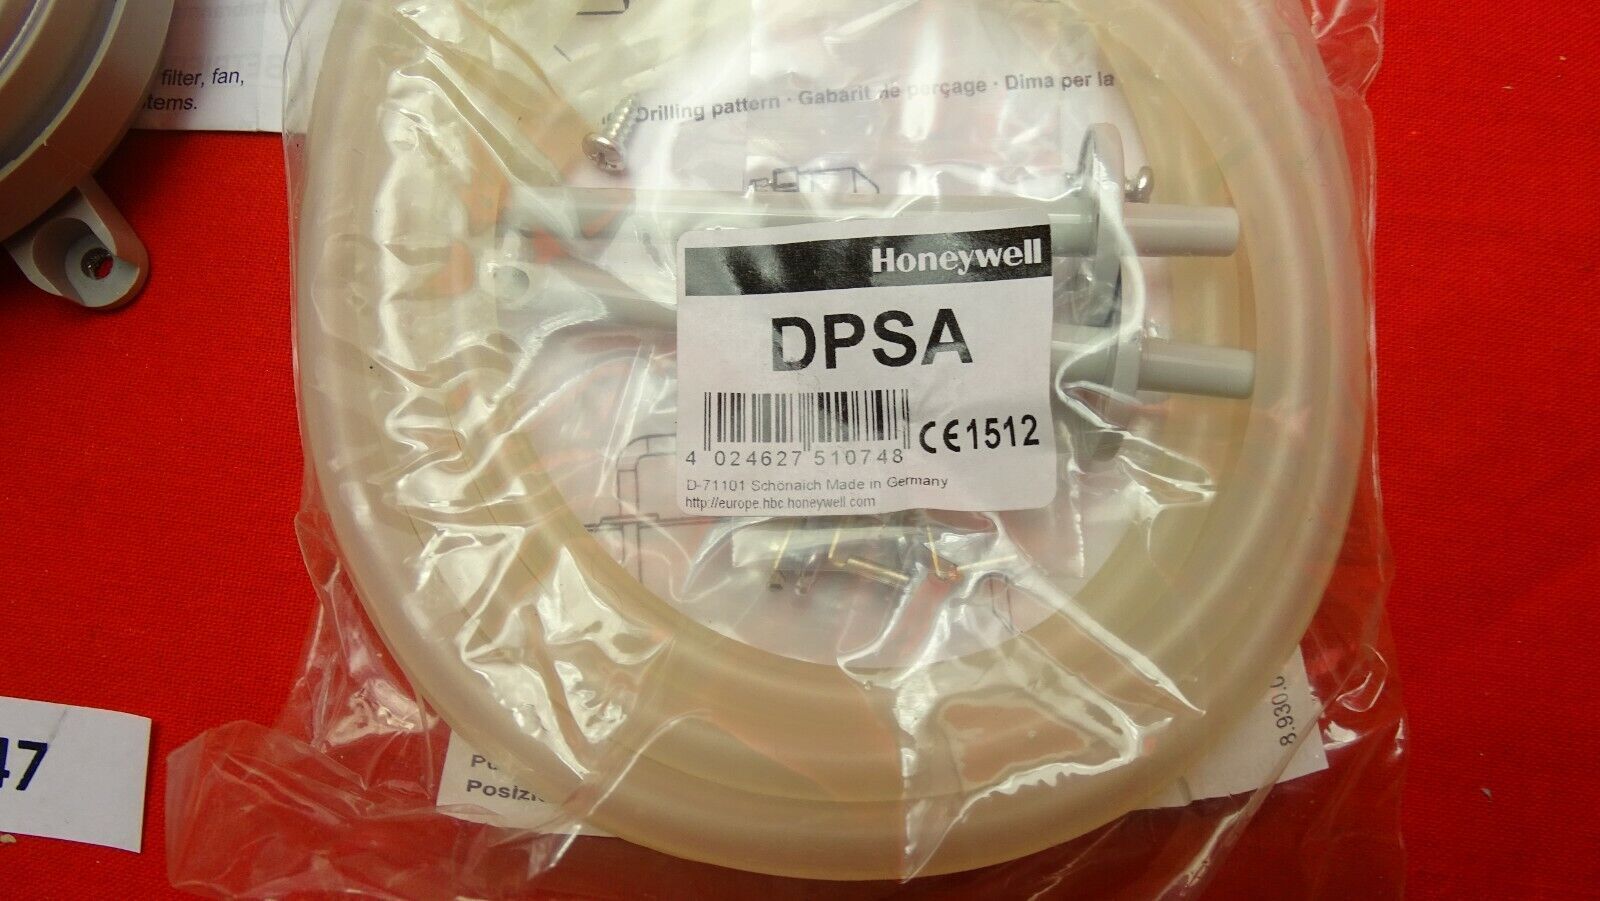 filter, fan,
tems.
Drilling pattern · Gabarit de perçage · Dima per la
Honeywell
DPSA
4 024627 510748
CE1512
D-71101 Schönaich Made in Germany
http://europe.hbc.honeywell.com
8.930.
47
Posizi